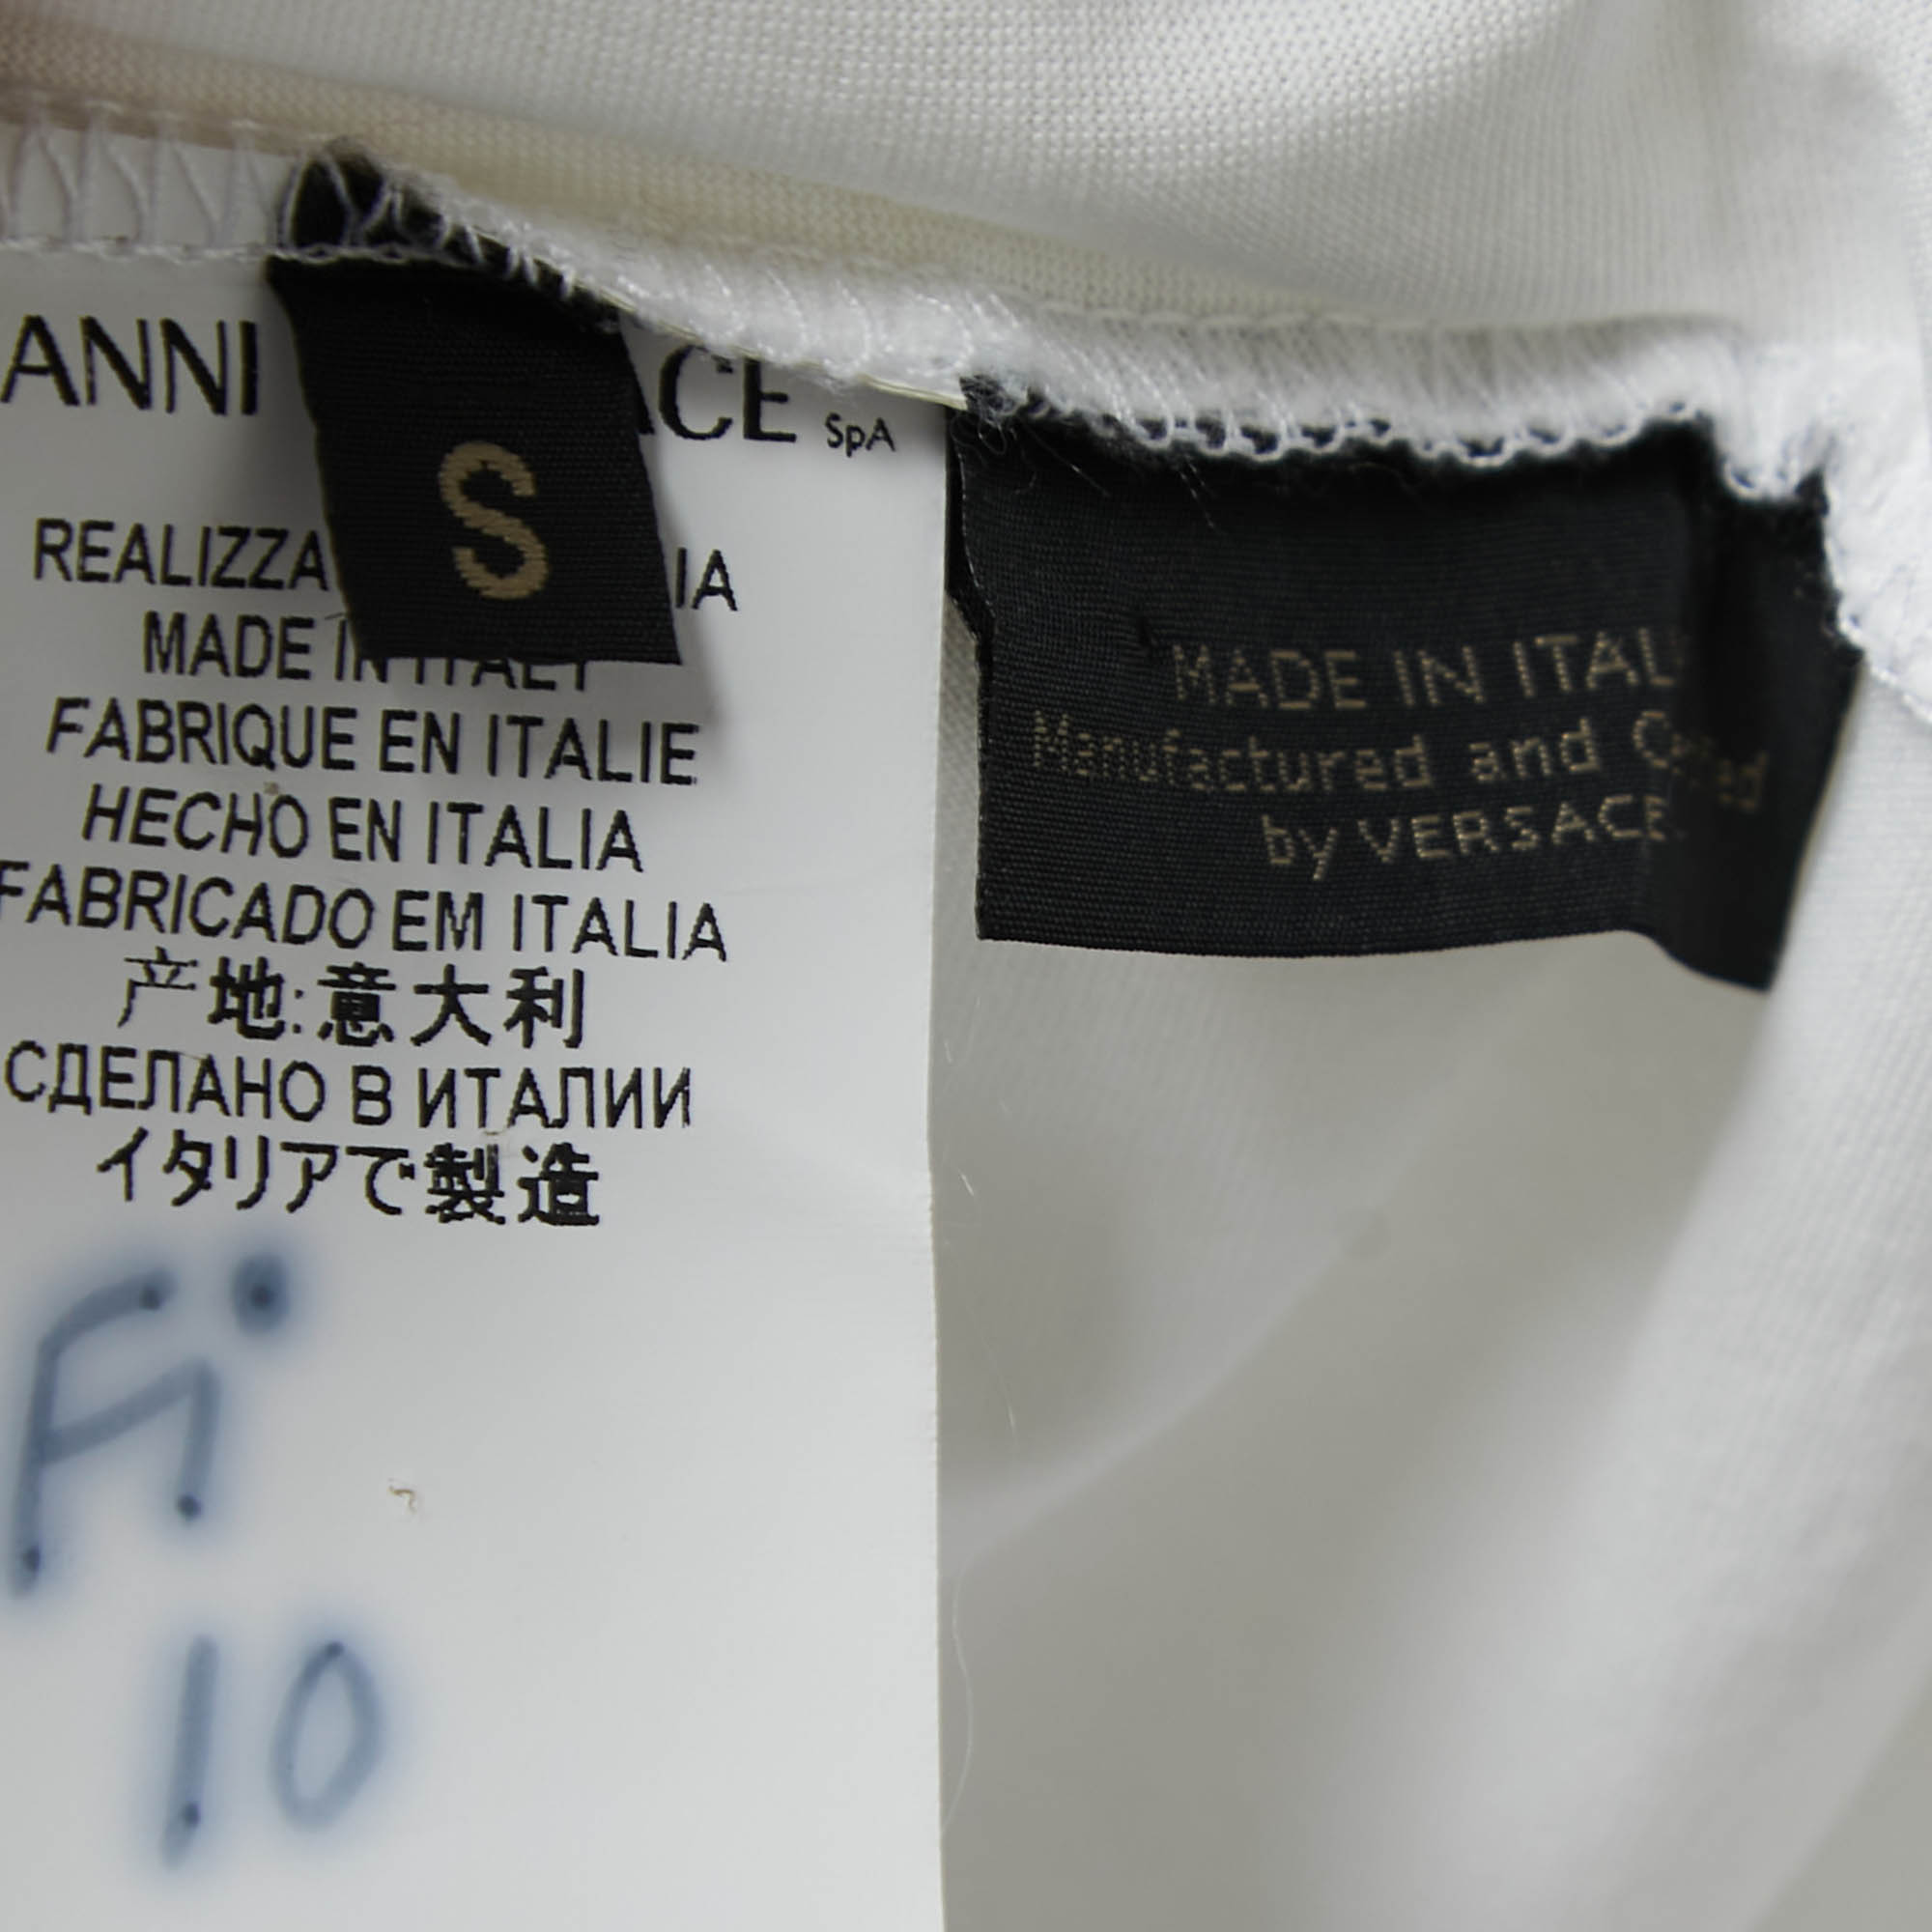 ANNI ACE SpA
S
REALIZZA IA
MADE IN ITALY
FABRIQUE EN ITALIE
HECHO EN ITALIA
FABRICADO EM ITALIA
产地:意大利
СДЕЛАНО В ИТАЛИИ
イタリアで製造
Fi
10
MADE IN ITAL
Manufactured and
by VERSACE